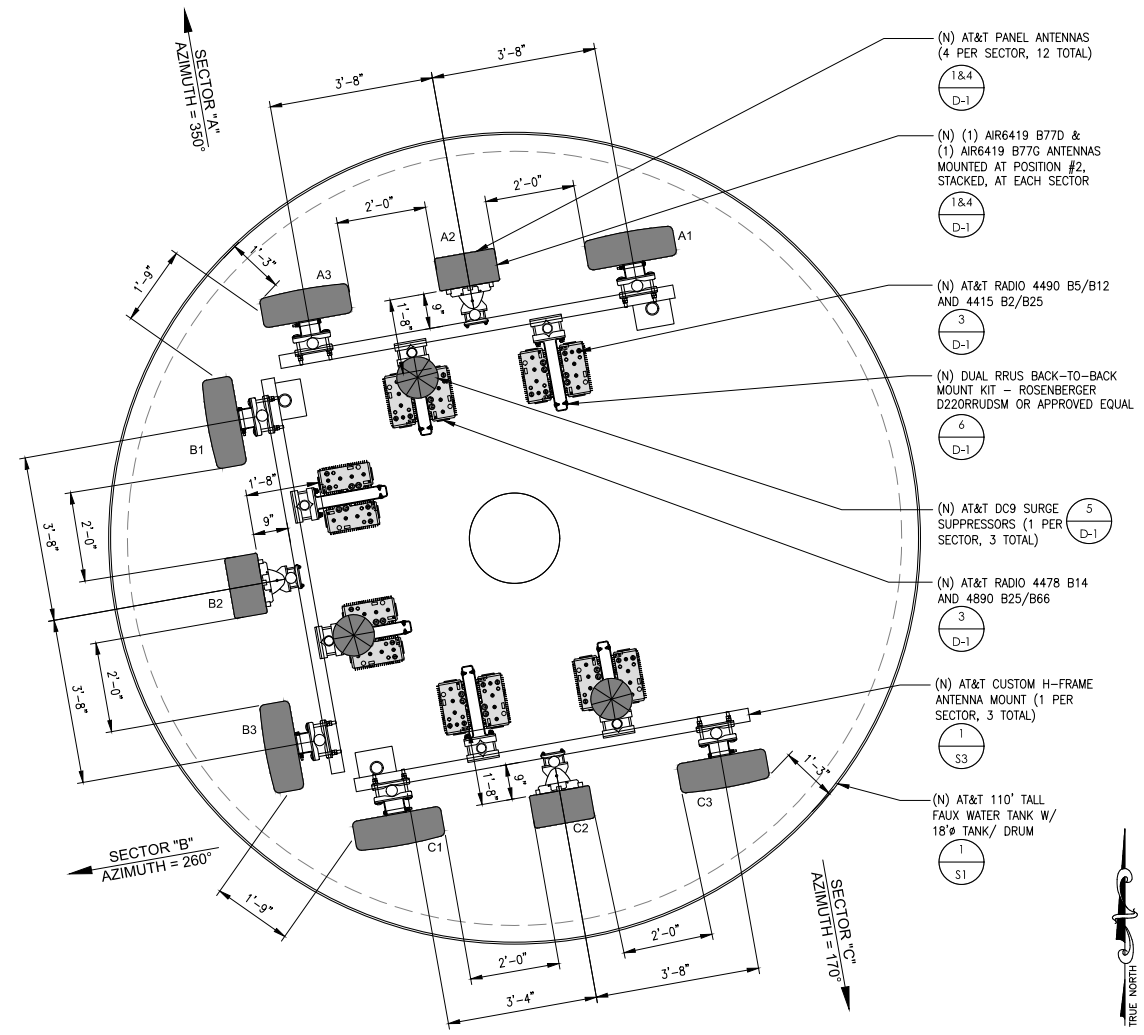 SECTOR "A"
AZIMUTH = 350°
3'-8"
3'-8"
2'-0"
2'-0"
A2
A1
A3
1'-3"
1'-9"
1'-8"
9"
B1
1'-8"
9"
2'-0"
3'-8"
B2
2'-0"
3'-8"
B3
SECTOR "B"
AZIMUTH = 260°
1'-9"
C1
1'-8"
9"
C2
C3
1'-3"
2'-0"
2'-0"
3'-4"
3'-8"
SECTOR "C"
AZIMUTH = 170°
(N) AT&T PANEL ANTENNAS
(4 PER SECTOR, 12 TOTAL)
1&4
D-1
(N) (1) AIR6419 B77D &
(1) AIR6419 B77G ANTENNAS
MOUNTED AT POSITION #2,
STACKED, AT EACH SECTOR
1&4
D-1
(N) AT&T RADIO 4490 B5/B12
AND 4415 B2/B25
3
D-1
(N) DUAL RRUS BACK-TO-BACK
MOUNT KIT - ROSENBERGER
D220RRUDSM OR APPROVED EQUAL
6
D-1
(N) AT&T DC9 SURGE
SUPPRESSORS (1 PER
SECTOR, 3 TOTAL)
5
D-1
(N) AT&T RADIO 4478 B14
AND 4890 B25/B66
3
D-1
(N) AT&T CUSTOM H-FRAME
ANTENNA MOUNT (1 PER
SECTOR, 3 TOTAL)
1
S3
(N) AT&T 110' TALL
FAUX WATER TANK W/
18'ø TANK/ DRUM
1
S1
TRUE NORTH